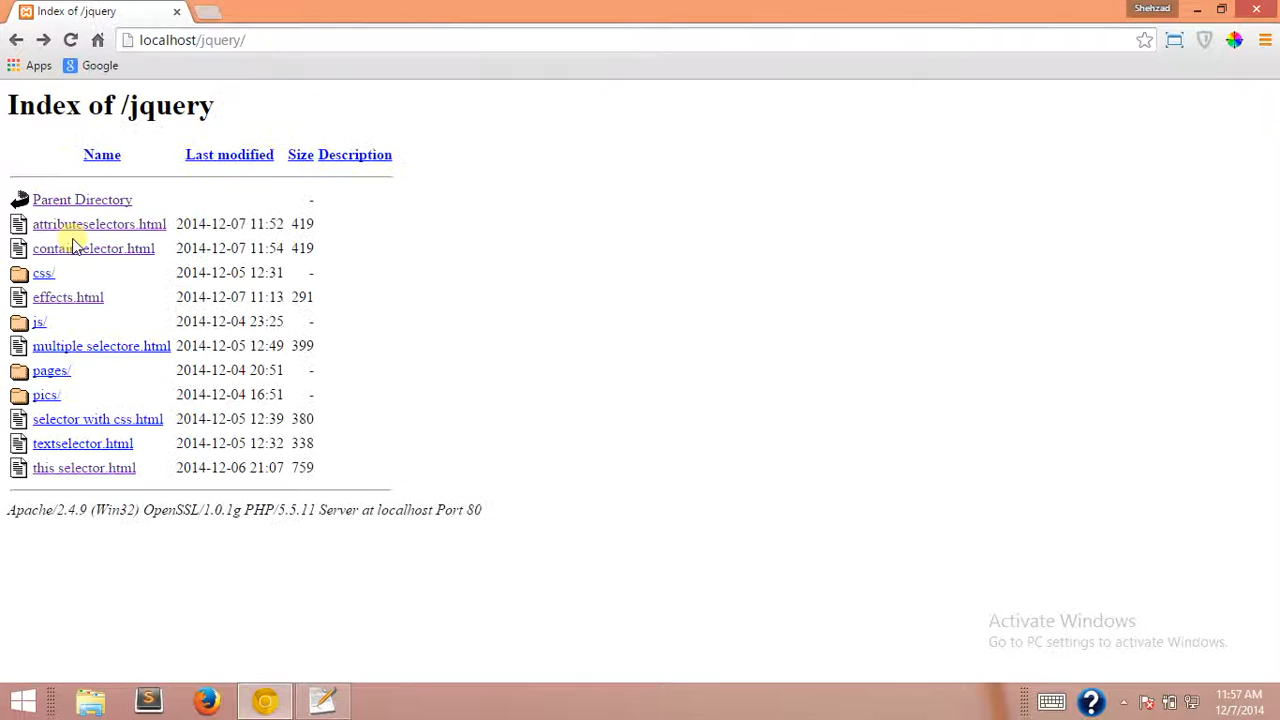 Index of /jquery
Shehzad
localhost/jquery/
Apps Google
Index of /jquery
Name Last modified Size Description
Parent Directory -
attributeselectors.html 2014-12-07 11:52 419
2014-12-07 11:54 419
css/ 2014-12-05 12:31 -
effects.html 2014-12-07 11:13 291
js/ 2014-12-04 23:25 -
multiple selectore.html 2014-12-05 12:49 399
pages/ 2014-12-04 20:51 -
pics/ 2014-12-04 16:51 -
selector with css.html 2014-12-05 12:39 380
textselector.html 2014-12-05 12:32 338
this selector.html 2014-12-06 21:07 759
Apache/2.4.9 (Win32) OpenSSL/1.0.1g PHP/5.5.11 Server at localhost Port 80
Activate Windows
Go to PC settings to activate Windows.
11:57 AM
12/7/2014